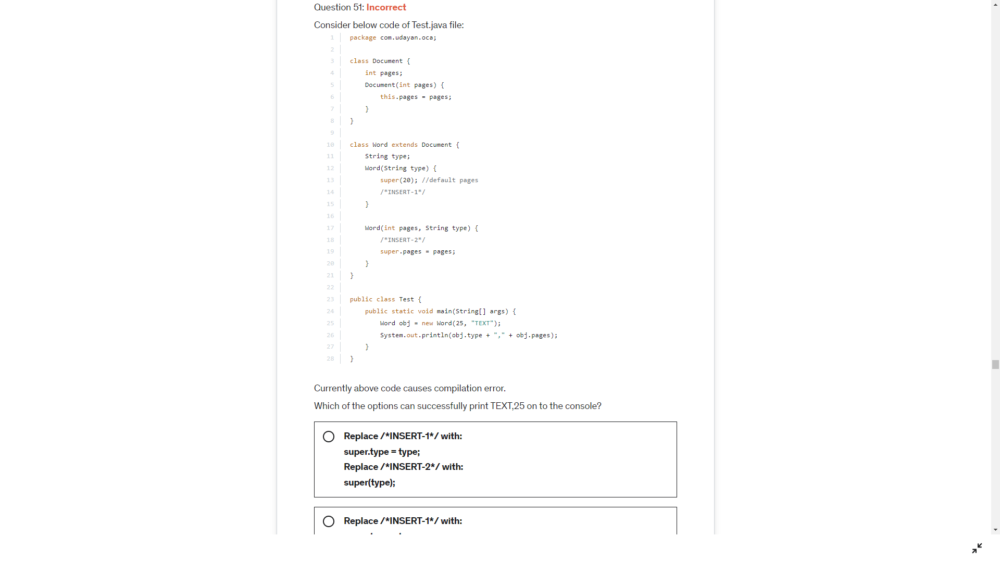 Question 51: Incorrect
Consider below code of Test.java file:
1 package com.udayan.oca;
2
3 class Document {
4 int pages;
5 Document(int pages) {
6 this.pages = pages;
7 }
8 }
9
10 class Word extends Document {
11 String type;
12 Word(String type) {
13 super(20); //default pages
14 /*INSERT-1*/
15 }
16
17 Word(int pages, String type) {
18 /*INSERT-2*/
19 super.pages = pages;
20 }
21 }
22
23 public class Test {
24 public static void main(String[] args) {
25 Word obj = new Word(25, "TEXT");
26 System.out.println(obj.type + "," + obj.pages);
27 }
28 }
Currently above code causes compilation error.
Which of the options can successfully print TEXT,25 on to the console?
Replace /*INSERT-1*/ with:
super.type = type;
Replace /*INSERT-2*/ with:
super(type);
Replace /*INSERT-1*/ with: